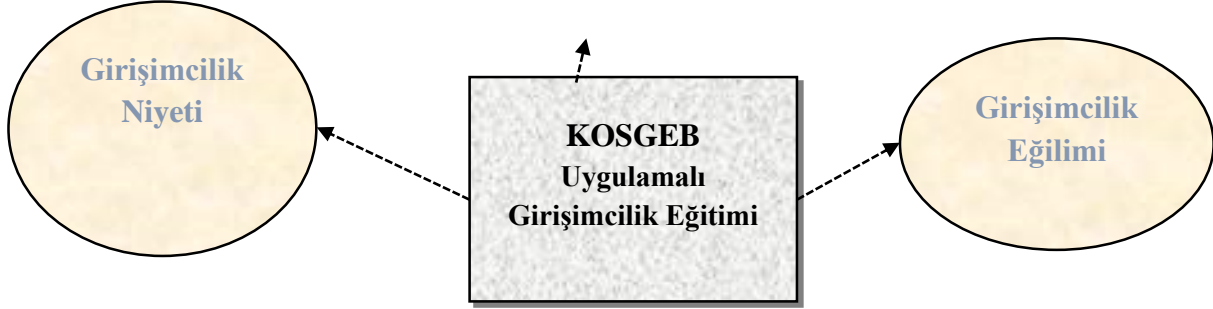 Girişimcilik
Niyeti
KOSGEB
Uygulamalı
Girişimcilik Eğitimi
Girişimcilik
Eğilimi